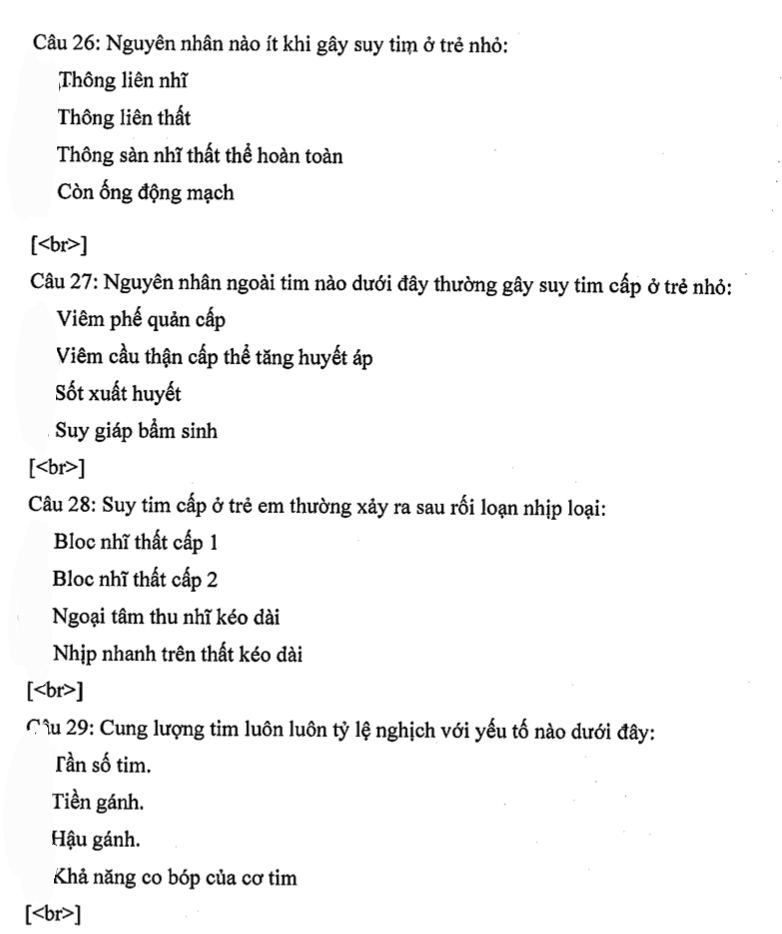 Câu 26: Nguyên nhân nào ít khi gây suy tim ở trẻ nhỏ:
Thông liên nhĩ
Thông liên thất
Thông sàn nhĩ thất thể hoàn toàn
Còn ống động mạch
[<br>]
Câu 27: Nguyên nhân ngoài tim nào dưới đây thường gây suy tim cấp ở trẻ nhỏ:
Viêm phế quản cấp
Viêm cầu thận cấp thể tăng huyết áp
Sốt xuất huyết
Suy giáp bẩm sinh
[<br>]
Câu 28: Suy tim cấp ở trẻ em thường xảy ra sau rối loạn nhịp loại:
Bloc nhĩ thất cấp 1
Bloc nhĩ thất cấp 2
Ngoại tâm thu nhĩ kéo dài
Nhịp nhanh trên thất kéo dài
[<br>]
Câu 29: Cung lượng tim luôn luôn tỷ lệ nghịch với yếu tố nào dưới đây:
Tần số tim.
Tiền gánh.
Hậu gánh.
Khả năng co bóp của cơ tim
[<br>]